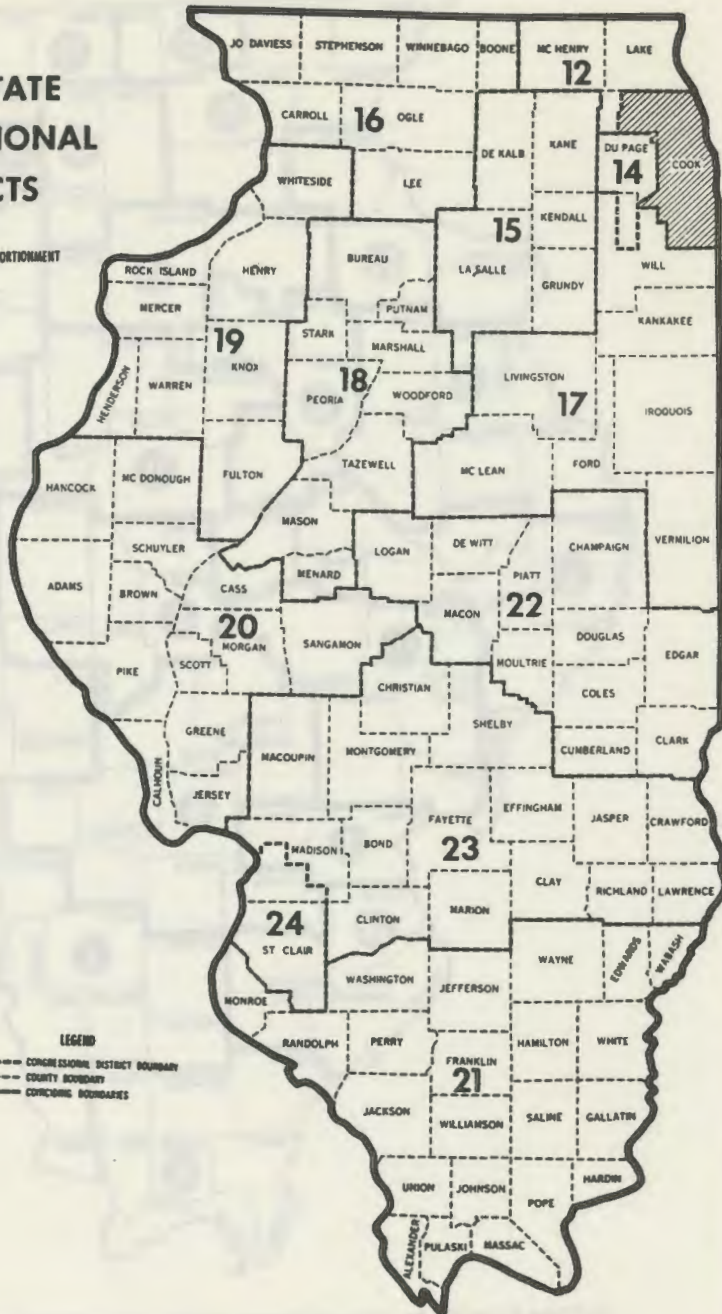 TATE
IONAL
CTS
ORTIONMENT
JO DAVIESS
STEPHENSON
WINNEBAGO
BOONE
MC HENRY
LAKE
12
CARROLL
16
OGLE
DE KALB
KANE
DU PAGE
14
COOK
WHITESIDE
LEE
15
KENDALL
ROCK ISLAND
HENRY
BUREAU
LA SALLE
GRUNDY
WILL
MERCER
PUTNAM
KANKAKEE
STARK
MARSHALL
19
KNOX
HENDERSON
WARREN
PEORIA
18
WOODFORD
LIVINGSTON
17
IROQUOIS
HANCOCK
MC DONOUGH
FULTON
TAZEWELL
MC LEAN
FORD
MASON
SCHUYLER
LOGAN
DE WITT
CHAMPAIGN
VERMILION
ADAMS
BROWN
CASS
MENARD
PIATT
MACON
22
20
MORGAN
SANGAMON
DOUGLAS
EDGAR
PIKE
SCOTT
CHRISTIAN
MOULTRIE
COLES
SHELBY
GREENE
MACOUPIN
MONTGOMERY
CUMBERLAND
CLARK
CALHOUN
JERSEY
FAYETTE
EFFINGHAM
JASPER
CRAWFORD
MADISON
BOND
23
CLAY
RICHLAND
LAWRENCE
24
CLINTON
MARION
ST CLAIR
WAYNE
EDWARDS
WABASH
WASHINGTON
JEFFERSON
MONROE
RANDOLPH
PERRY
HAMILTON
WHITE
FRANKLIN
21
JACKSON
WILLIAMSON
SALINE
GALLATIN
UNION
JOHNSON
POPE
HARDIN
ALEXANDER
PULASKI
MASSAC
LEGEND
CONGRESSIONAL DISTRICT BOUNDARY
COUNTY BOUNDARY
COINCIDING BOUNDARIES